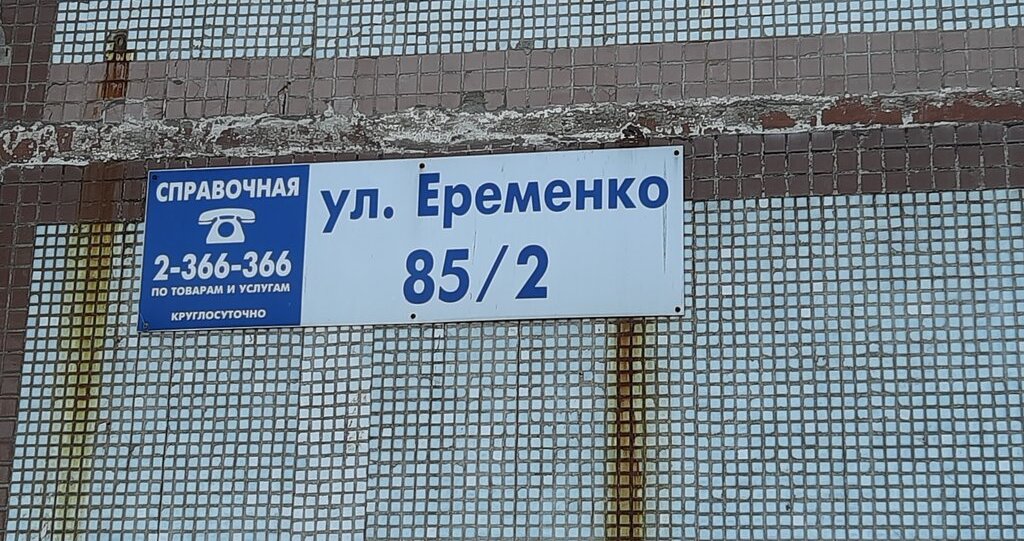 СПРАВОЧНАЯ
2-366-366
ПО ТОВАРАМ И УСЛУГАМ
КРУГЛОСУТОЧНО
ул. Еременко
85/2